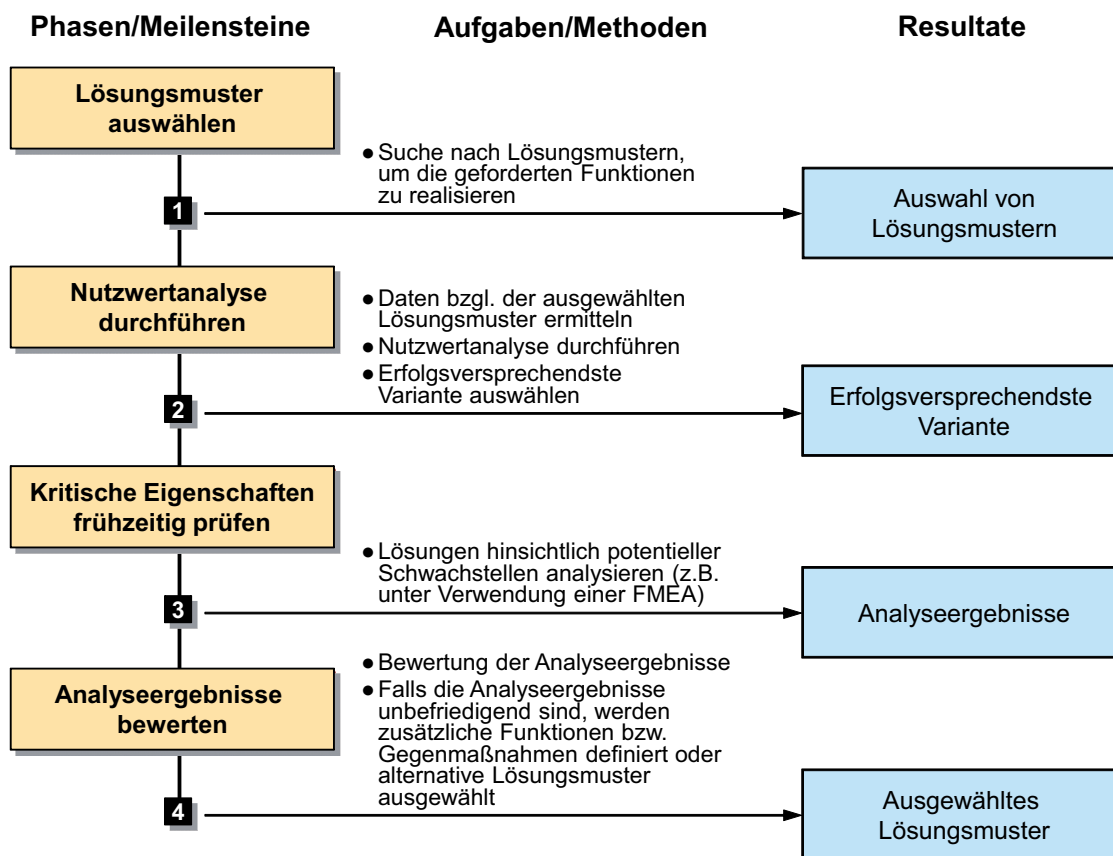 Phasen/Meilensteine
Aufgaben/Methoden
Resultate
Lösungsmuster
auswählen
● Suche nach Lösungsmustern,
um die geforderten Funktionen
zu realisieren
1
Auswahl von
Lösungsmustern
Nutzwertanalyse
durchführen
● Daten bzgl. der ausgewählten
Lösungsmuster ermitteln
● Nutzwertanalyse durchführen
● Erfolgsversprechendste
Variante auswählen
2
Erfolgsversprechendste
Variante
Kritische Eigenschaften
frühzeitig prüfen
● Lösungen hinsichtlich potentieller
Schwachstellen analysieren (z.B.
unter Verwendung einer FMEA)
3
Analyseergebnisse
Analyseergebnisse
bewerten
● Bewertung der Analyseergebnisse
● Falls die Analyseergebnisse
unbefriedigend sind, werden
zusätzliche Funktionen bzw.
Gegenmaßnahmen definiert oder
alternative Lösungsmuster
ausgewählt
4
Ausgewähltes
Lösungsmuster